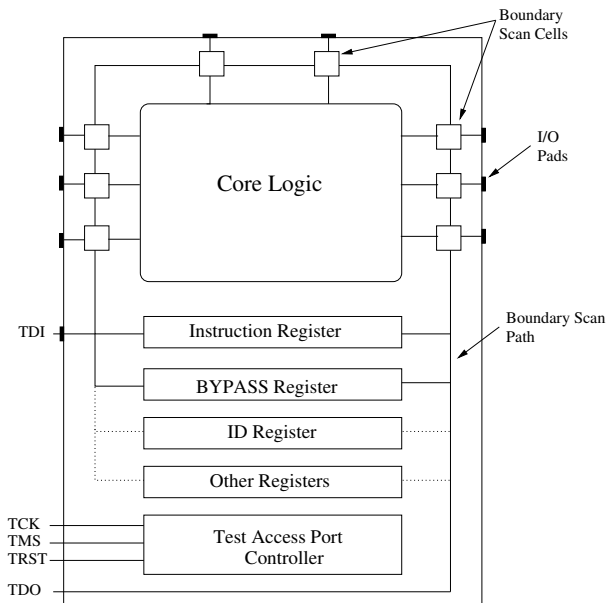 Boundary
Scan Cells
I/O
Pads
Core Logic
Boundary Scan
Path
TDI
Instruction Register
BYPASS Register
ID Register
Other Registers
TCK
TMS
TRST
Test Access Port
Controller
TDO